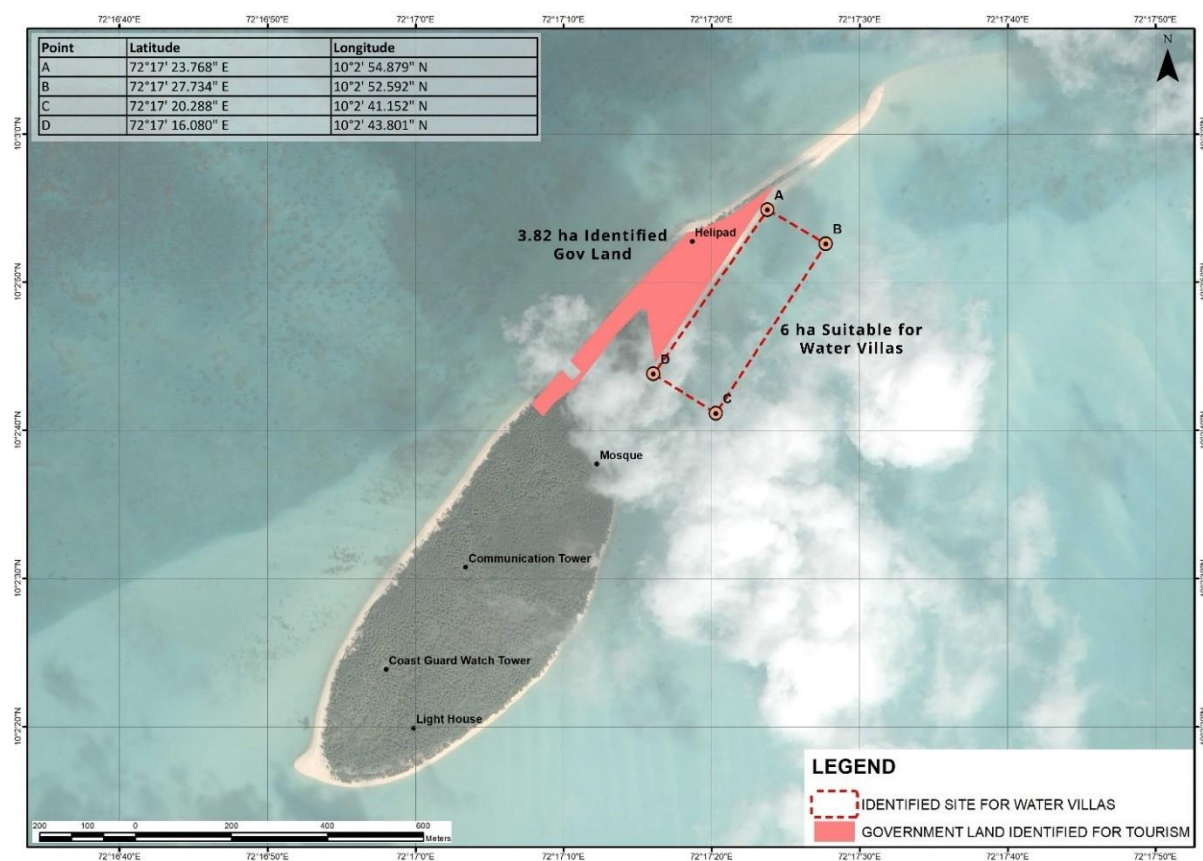 72°16'40"E 72°16'50"E 72°17'0"E 72°17'10"E 72°17'20"E 72°17'30"E 72°17'40"E 72°17'50"E
Point Latitude Longitude
A 72°17' 23.768" E 10°2' 54.879" N
B 72°17' 27.734" E 10°2' 52.592" N
C 72°17' 20.288" E 10°2' 41.152" N
D 72°17' 16.080" E 10°2' 43.801" N
N
10°3'0"N
A
B
3.82 ha Identified
Gov Land
Helipad
10°2'50"N
6 ha Suitable for
Water Villas
D
C
10°2'40"N
Mosque
10°2'30"N
Communication Tower
Coast Guard Watch Tower
Light House
10°2'20"N
LEGEND
IDENTIFIED SITE FOR WATER VILLAS
GOVERNMENT LAND IDENTIFIED FOR TOURISM
200 100 0 200 400 600
Meters
72°16'40"E 72°16'50"E 72°17'0"E 72°17'10"E 72°17'20"E 72°17'30"E 72°17'40"E 72°17'50"E